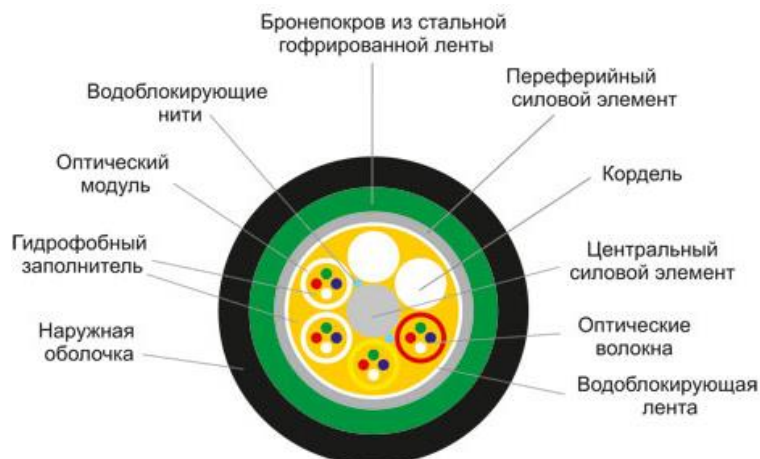 Бронепокров из стальной
гофрированной ленты
Переферийный
силовой элемент
Водоблокирующие
нити
Оптический
модуль
Кордель
Гидрофобный
заполнитель
Центральный
силовой элемент
Наружная
оболочка
Оптические
волокна
Водоблокирующая
лента